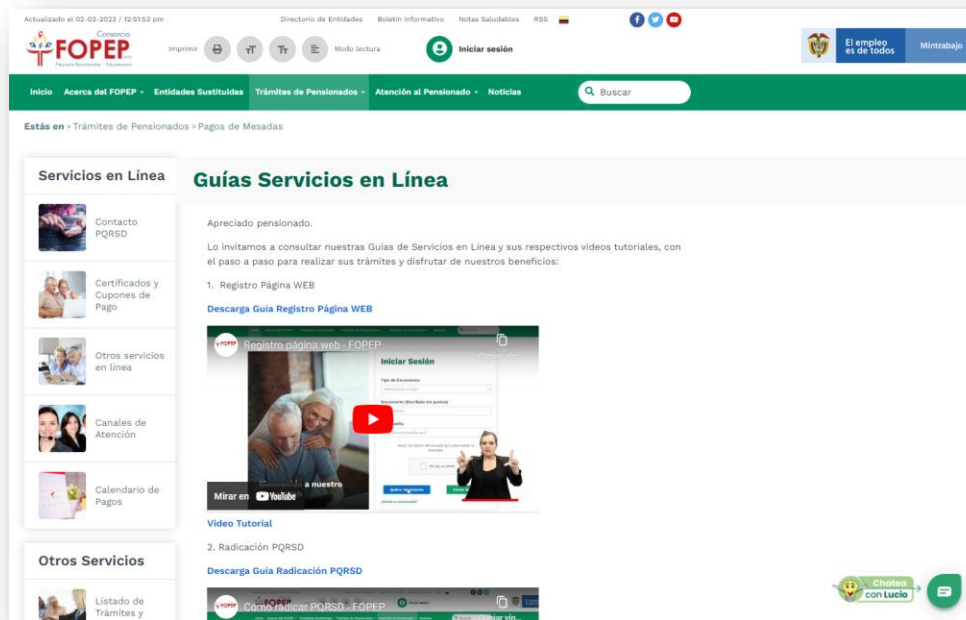 Actualizado el 02-03-2023 / 12:51:53 pm
Directorio de Entidades Boletín Informativo Notas Saludables RSS
Consorcio
FOPEP
Imprimir
Modo lectura
Iniciar sesión
El empleo
es de todos
Mintrabajo
Inicio Acerca del FOPEP Entidades Sustituidas Trámites de Pensionados Atención al Pensionado Noticias
Buscar
Estás en > Trámites de Pensionados > Pagos de Mesadas
Servicios en Línea
Contacto
PQRSD
Certificados y
Cupones de
Pago
Otros servicios
en línea
Canales de
Atención
Calendario de
Pagos
Otros Servicios
Listado de
Trámites y
Guías Servicios en Línea
Apreciado pensionado.
Lo invitamos a consultar nuestras Guías de Servicios en Línea y sus respectivos videos tutoriales, con
el paso a paso para realizar sus trámites y disfrutar de nuestros beneficios:
1. Registro Página WEB
Descarga Guía Registro Página WEB
FOPEP
Registro página web - FOPEP
Iniciar Sesión
Tipo de Documento
a nuestro
Mirar en YouTube
Video Tutorial
2. Radicación PQRSD
Descarga Guía Radicación PQRSD
FOPEP
Cómo radicar PQRSD - FOPEP
Chatea
con Lucio